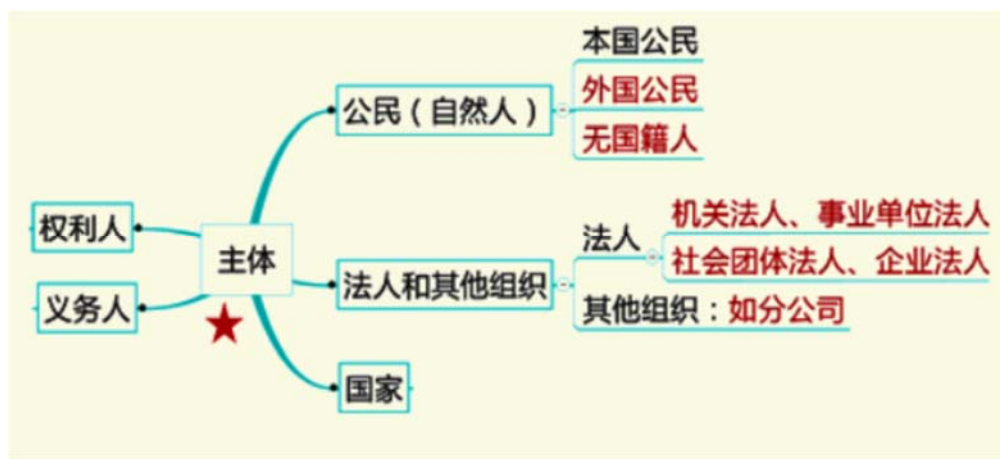 权利人
义务人
主体
公民（自然人）
本国公民
外国公民
无国籍人
法人和其他组织
法人
机关法人、事业单位法人
社会团体法人、企业法人
其他组织：如分公司
国家